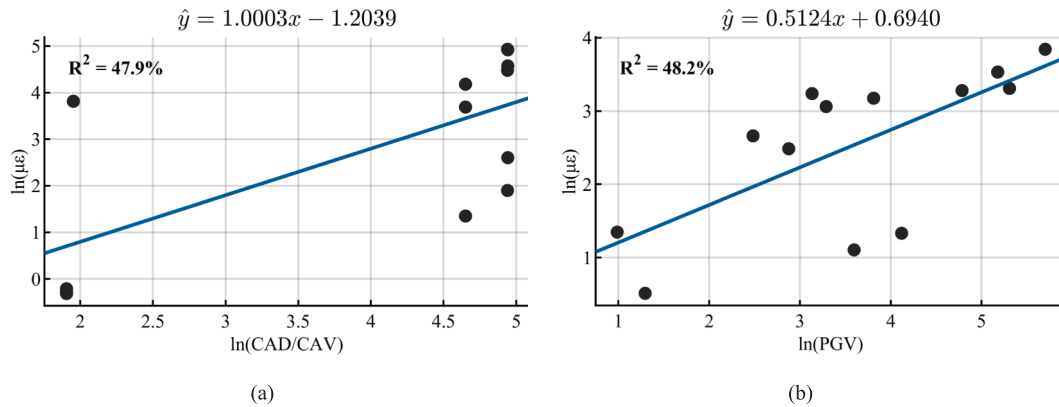 ŷ = 1.0003x − 1.2039
R² = 47.9%
ln(με)
5
4
3
2
1
0
2
2.5
3
3.5
4
4.5
5
ln(CAD/CAV)
(a)
ŷ = 0.5124x + 0.6940
R² = 48.2%
ln(με)
4
3
2
1
1
2
3
4
5
ln(PGV)
(b)